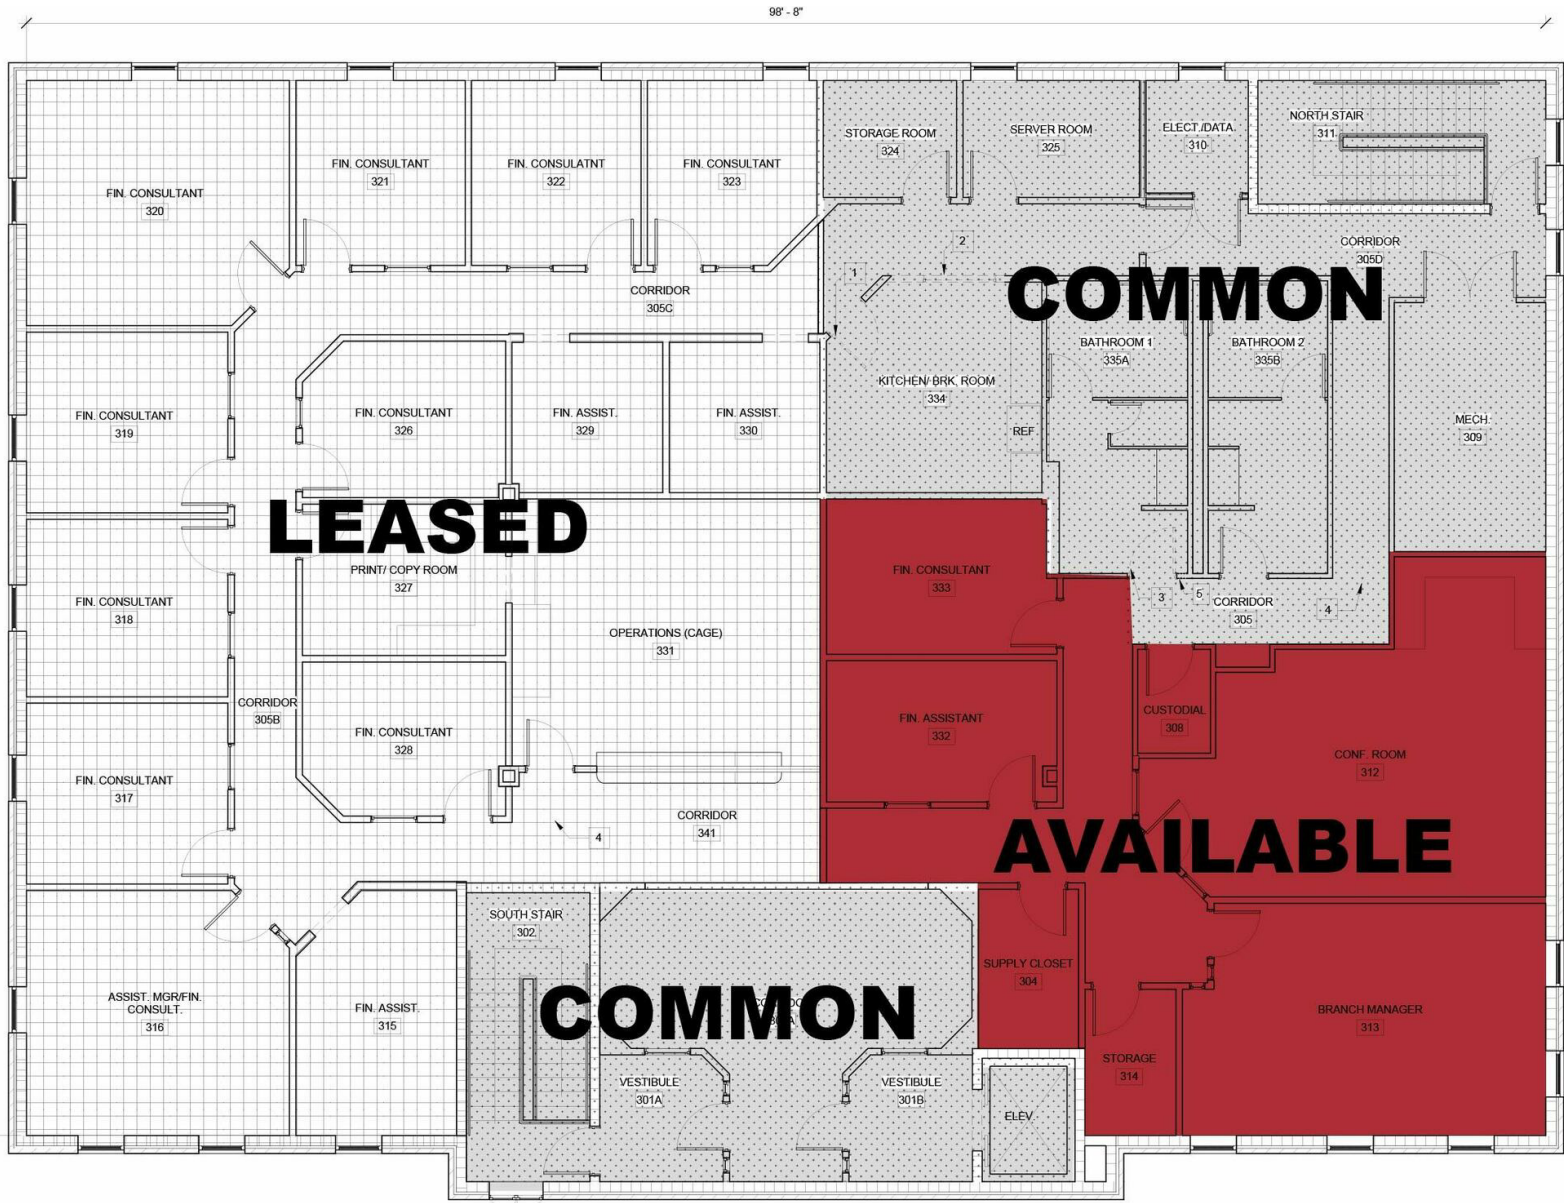 98' - 8"
STORAGE ROOM
324
SERVER ROOM
325
ELECT./DATA
310
NORTH STAIR
311
FIN. CONSULTANT
320
FIN. CONSULTANT
321
FIN. CONSULATNT
322
FIN. CONSULTANT
323
2
CORRIDOR
305D
1
CORRIDOR
305C
COMMON
BATHROOM 1
335A
BATHROOM 2
335B
KITCHEN/ BRK. ROOM
334
REF
MECH.
309
FIN. CONSULTANT
319
FIN. CONSULTANT
326
FIN. ASSIST.
329
FIN. ASSIST.
330
LEASED
PRINT/ COPY ROOM
327
FIN. CONSULTANT
333
FIN. CONSULTANT
318
3
5
CORRIDOR
305
4
OPERATIONS (CAGE)
331
CORRIDOR
305B
FIN. CONSULTANT
328
FIN. ASSISTANT
332
CUSTODIAL
308
CONF. ROOM
312
FIN. CONSULTANT
317
CORRIDOR
341
4
AVAILABLE
SOUTH STAIR
302
SUPPLY CLOSET
304
ASSIST. MGR/FIN.
CONSULT.
316
FIN. ASSIST.
315
COMMON
BRANCH MANAGER
313
STORAGE
314
VESTIBULE
301A
VESTIBULE
301B
ELEV.